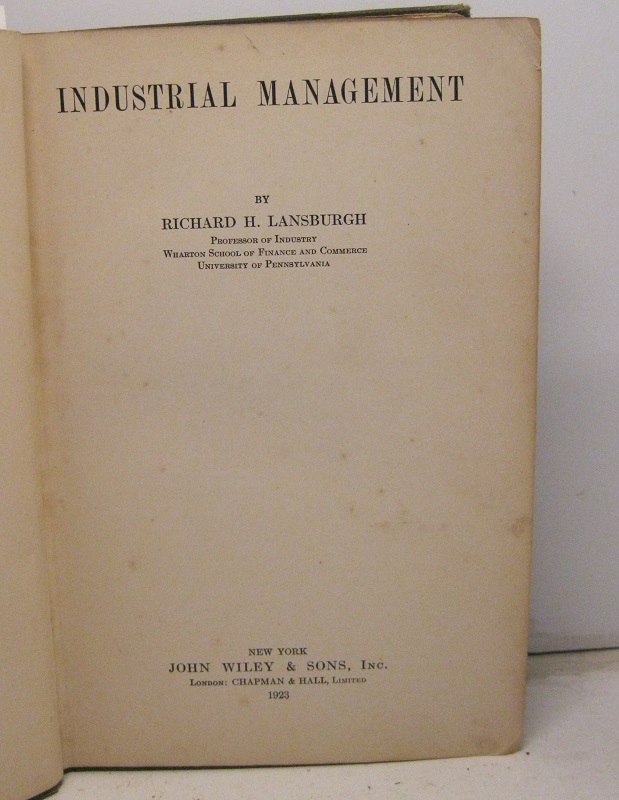 INDUSTRIAL MANAGEMENT
BY
RICHARD H. LANSBURGH
PROFESSOR OF INDUSTRY
WHARTON SCHOOL OF FINANCE AND COMMERCE
UNIVERSITY OF PENNSYLVANIA
NEW YORK
JOHN WILEY & SONS, INC.
LONDON: CHAPMAN & HALL, LIMITED
1923